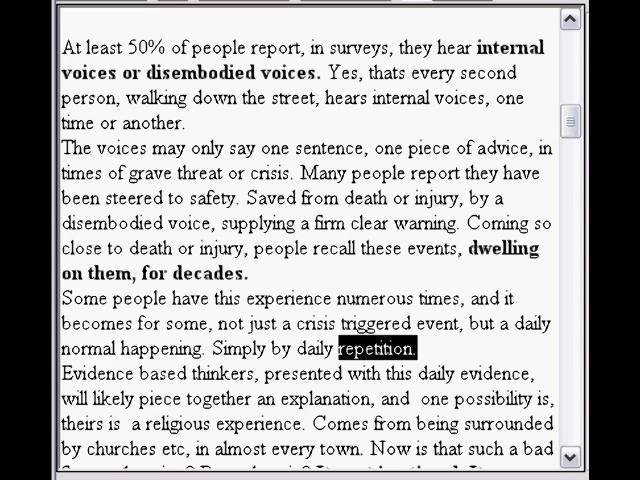 At least 50% of people report, in surveys, they hear internal
voices or disembodied voices. Yes, thats every second
person, walking down the street, hears internal voices, one
time or another.
The voices may only say one sentence, one piece of advice, in
times of grave threat or crisis. Many people report they have
been steered to safety. Saved from death or injury, by a
disembodied voice, supplying a firm clear warning. Coming so
close to death or injury, people recall these events, dwelling
on them, for decades.
Some people have this experience numerous times, and it
becomes for some, not just a crisis triggered event, but a daily
normal happening. Simply by daily repetition.
Evidence based thinkers, presented with this daily evidence,
will likely piece together an explanation, and  one possibility is,
theirs is  a religious experience. Comes from being surrounded
by churches etc, in almost every town. Now is that such a bad